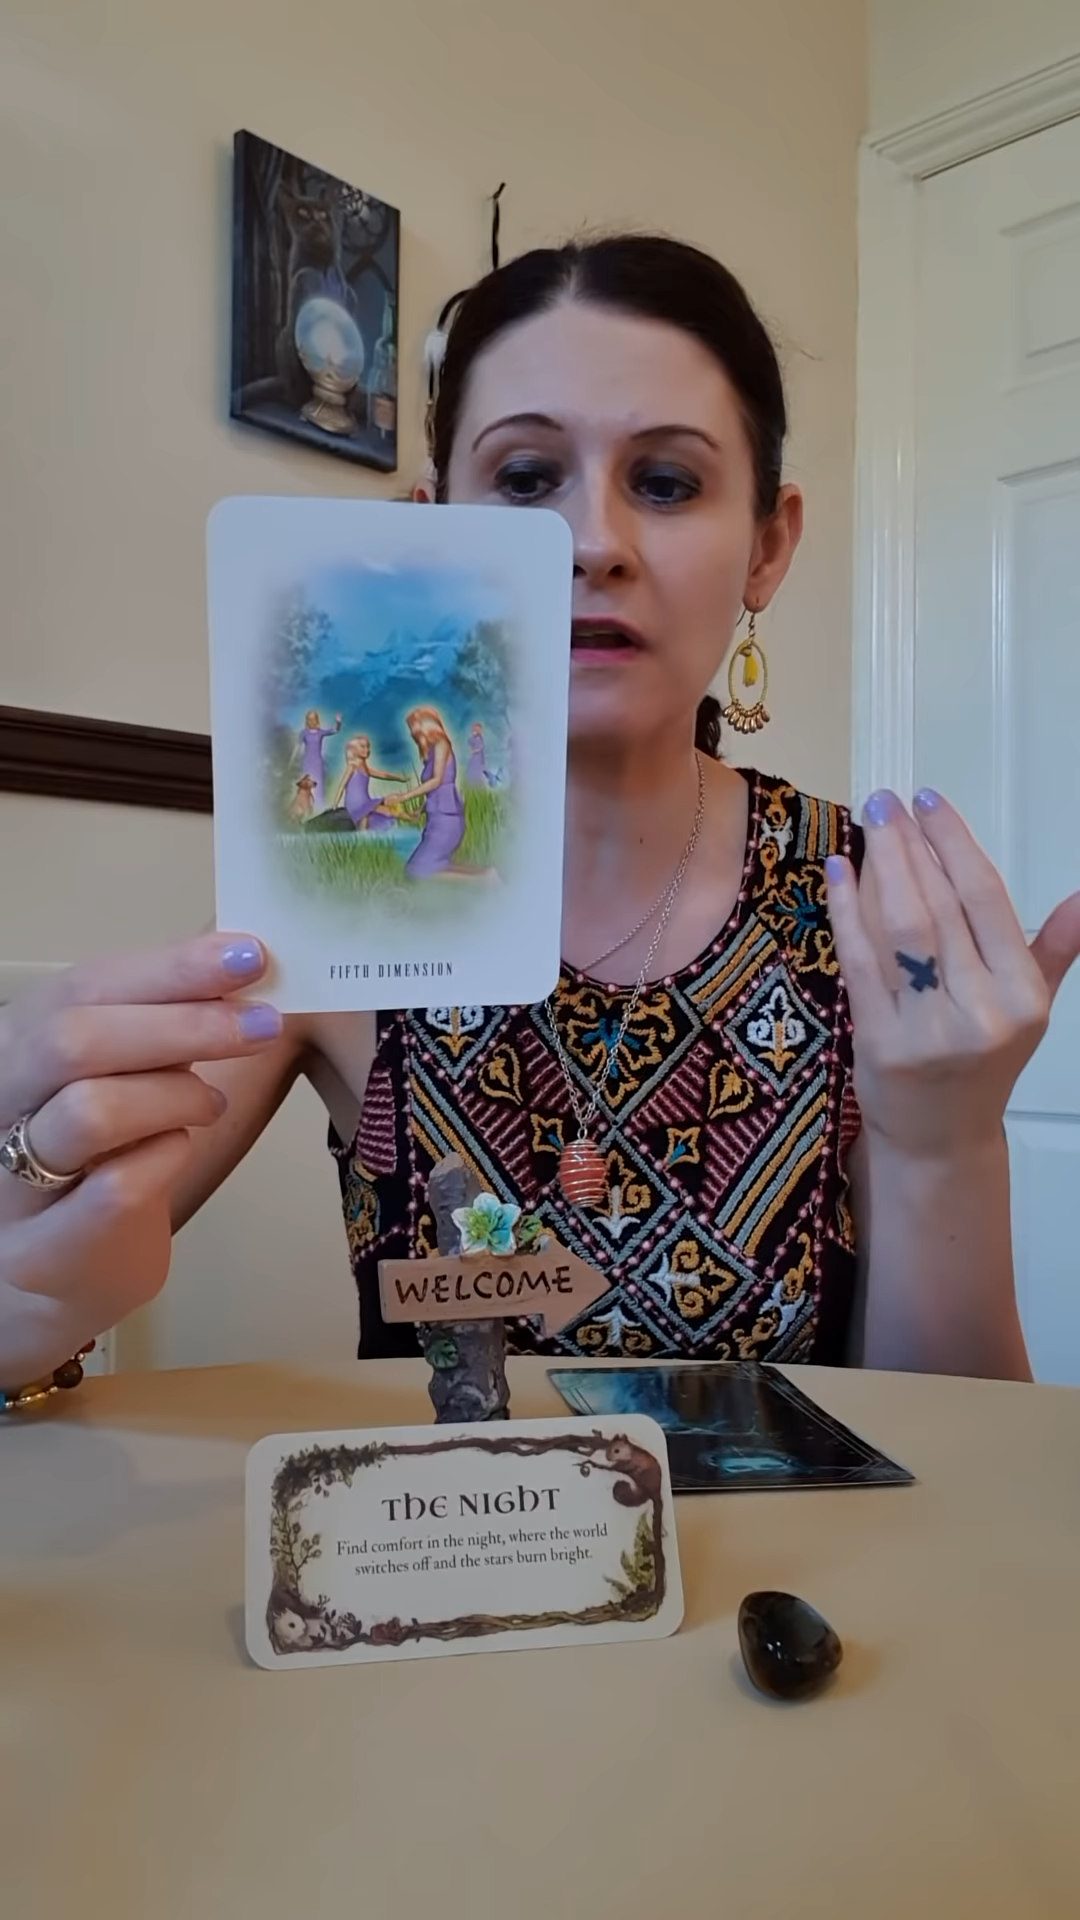 FIFTH DIMENSION
WELCOME
THE NIGHT
Find comfort in the night, where the world
switches off and the stars burn bright.